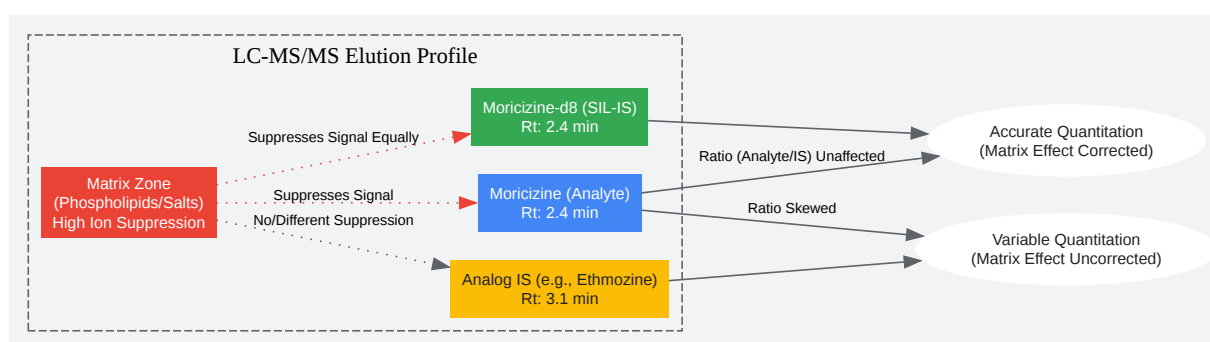 LC-MS/MS Elution Profile
Moricizine-d8 (SIL-IS)
Rt: 2.4 min
Suppresses Signal Equally
Accurate Quantitation
(Matrix Effect Corrected)
Ratio (Analyte/IS) Unaffected
Matrix Zone
(Phospholipids/Salts)
High Ion Suppression
Suppresses Signal
Moricizine (Analyte)
Rt: 2.4 min
No/Different Suppression
Ratio Skewed
Variable Quantitation
(Matrix Effect Uncorrected)
Analog IS (e.g., Ethmozine)
Rt: 3.1 min